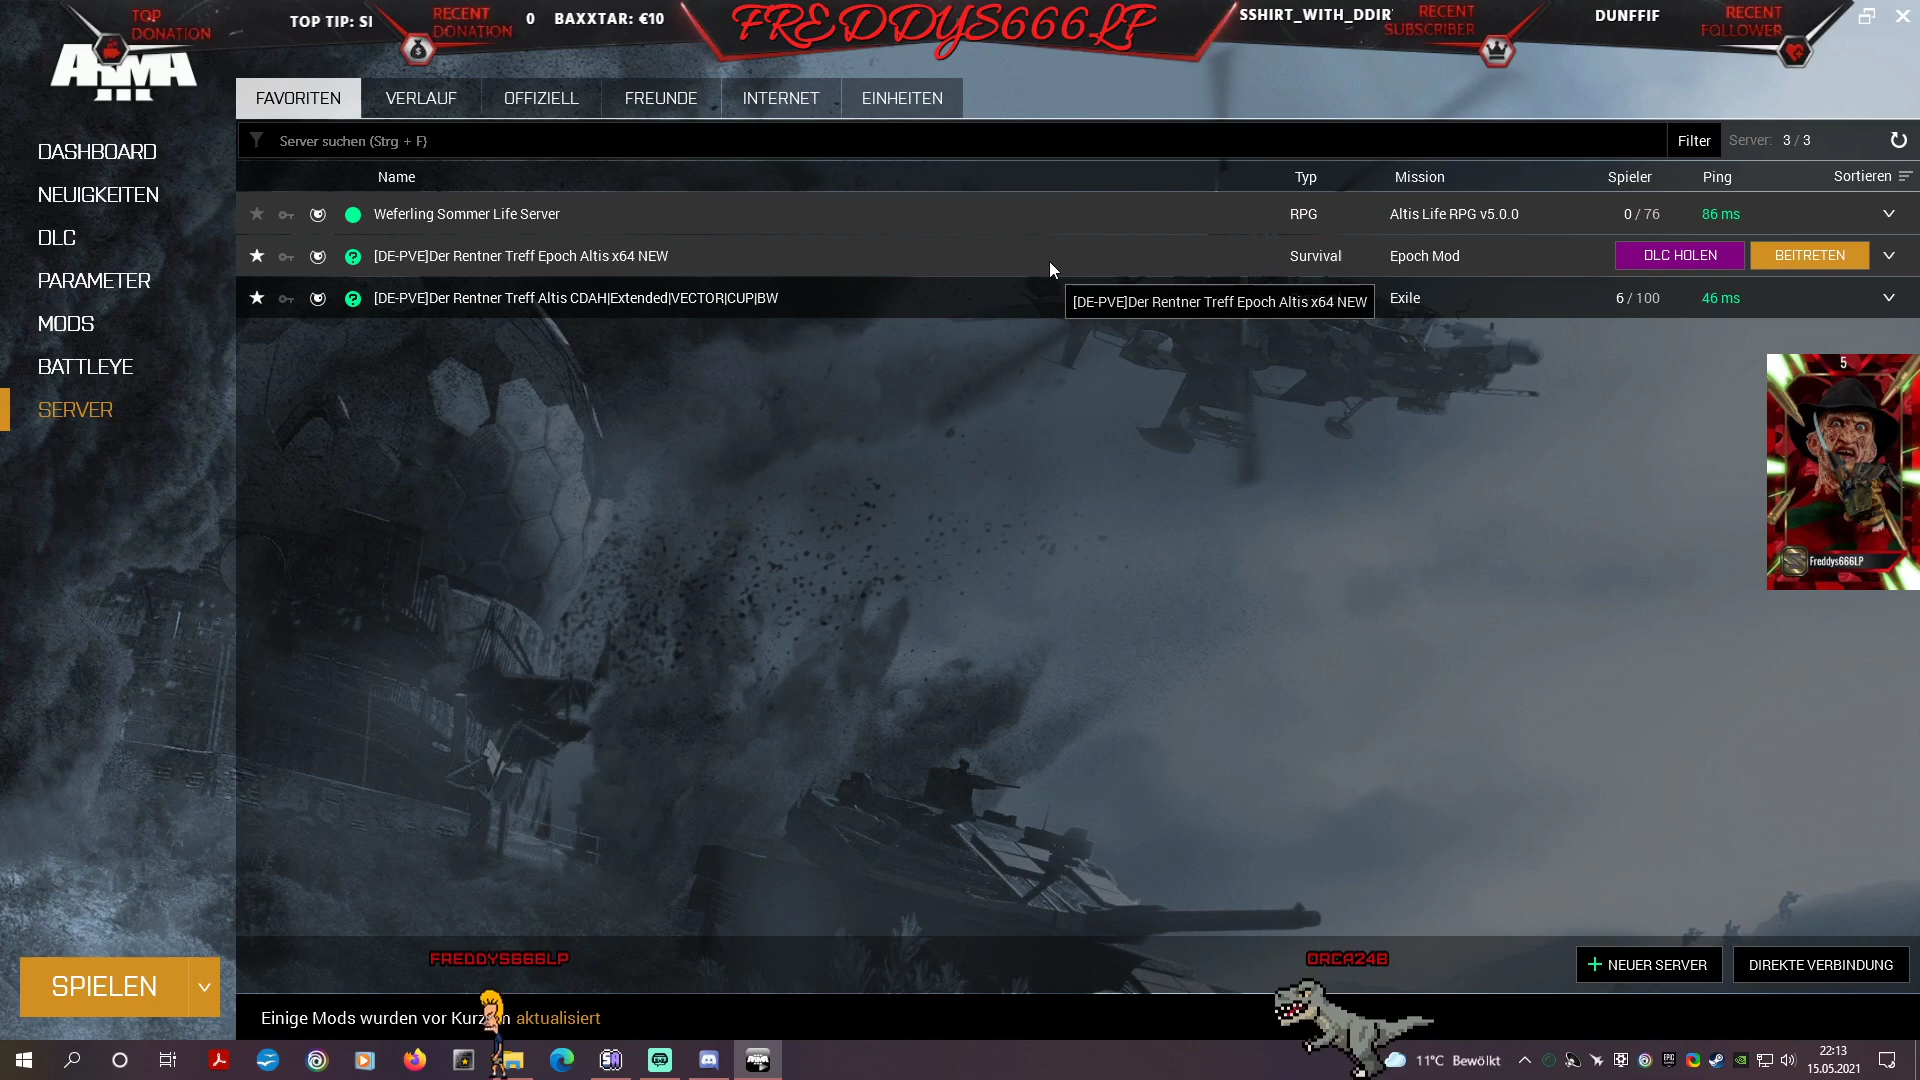 TOP DONATION
TOP TIP: SI
RECENT DONATION
0 BAXXTAR: €10
FREDDYS666LP
SSHIRT_WITH_DDIR
RECENT SUBSCRIBER
DUNFFIF
RECENT FOLLOWER
ARMA III
FAVORITEN
VERLAUF
OFFIZIELL
FREUNDE
INTERNET
EINHEITEN
Server suchen (Strg + F)
Filter
Server: 3 / 3
DASHBOARD
NEUIGKEITEN
DLC
PARAMETER
MODS
BATTLEYE
SERVER
Name Typ Mission Spieler Ping Sortieren
Weferling Sommer Life Server RPG Altis Life RPG v5.0.0 0 / 76 86 ms
[DE-PVE]Der Rentner Treff Epoch Altis x64 NEW Survival Epoch Mod DLC HOLEN BEITRETEN
[DE-PVE]Der Rentner Treff Altis CDAH|Extended|VECTOR|CUP|BW Exile 6 / 100 46 ms
[DE-PVE]Der Rentner Treff Epoch Altis x64 NEW
5
Freddys666LP
FREDDYS666LP
ORCA248
NEUER SERVER
DIREKTE VERBINDUNG
SPIELEN
Einige Mods wurden vor Kurzem aktualisiert
11°C Bewölkt
22:13
15.05.2021